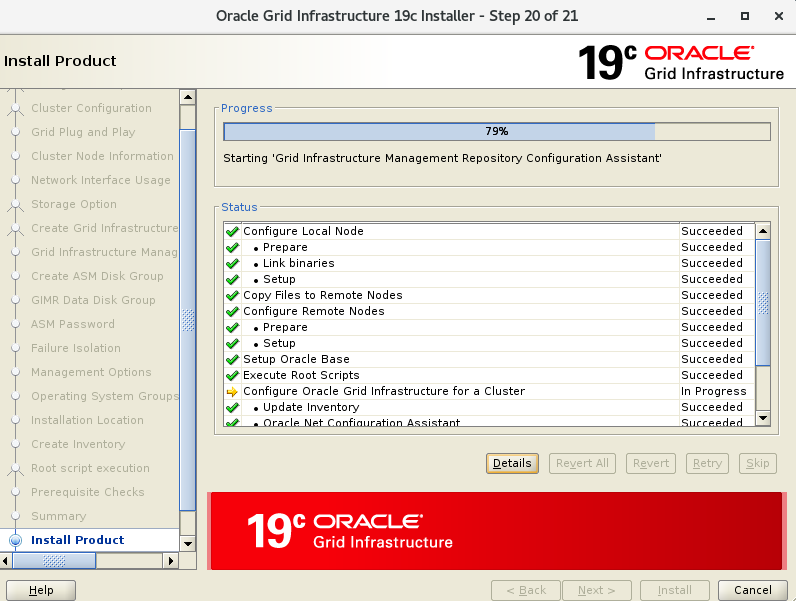 Oracle Grid Infrastructure 19c Installer - Step 20 of 21
Install Product
19c ORACLE
Grid Infrastructure
Cluster Configuration
Grid Plug and Play
Cluster Node Information
Network Interface Usage
Storage Option
Create Grid Infrastructure
Grid Infrastructure Manag
Create ASM Disk Group
GIMR Data Disk Group
ASM Password
Failure Isolation
Management Options
Operating System Groups
Installation Location
Create Inventory
Root script execution
Prerequisite Checks
Summary
Install Product
Progress
79%
Starting 'Grid Infrastructure Management Repository Configuration Assistant'
Status
Configure Local Node Succeeded
• Prepare Succeeded
• Link binaries Succeeded
• Setup Succeeded
Copy Files to Remote Nodes Succeeded
Configure Remote Nodes Succeeded
• Prepare Succeeded
• Setup Succeeded
Setup Oracle Base Succeeded
Execute Root Scripts Succeeded
Configure Oracle Grid Infrastructure for a Cluster In Progress
• Update Inventory Succeeded
• Oracle Net Configuration Assistant Succeeded
Details Revert All Revert Retry Skip
19c ORACLE
Grid Infrastructure
Help < Back Next > Install Cancel